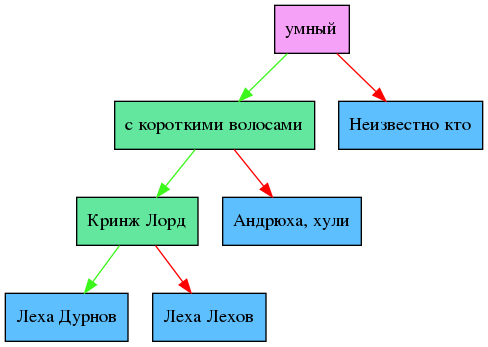 умный
с короткими волосами
Неизвестно кто
Кринж Лорд
Андрюха, хули
Леха Дурнов
Леха Лехов